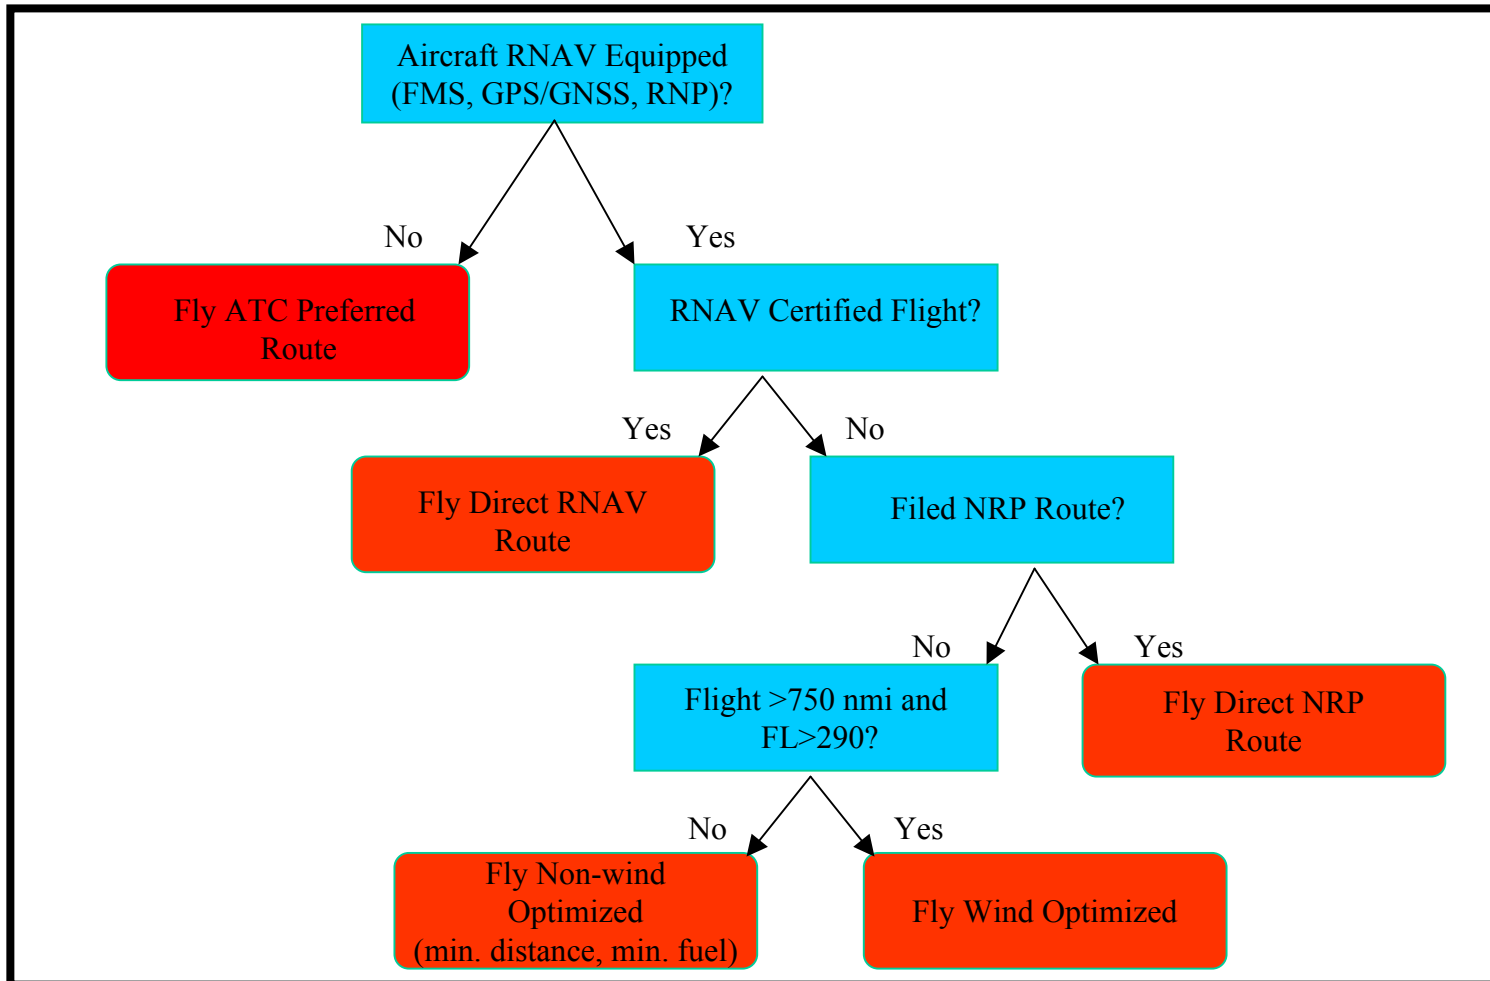 Aircraft RNAV Equipped
(FMS, GPS/GNSS, RNP)?
No
Yes
Fly ATC Preferred
Route
RNAV Certified Flight?
Yes
No
Fly Direct RNAV
Route
Filed NRP Route?
No
Yes
Flight >750 nmi and
FL>290?
Fly Direct NRP
Route
No
Yes
Fly Non-wind
Optimized
(min. distance, min. fuel)
Fly Wind Optimized